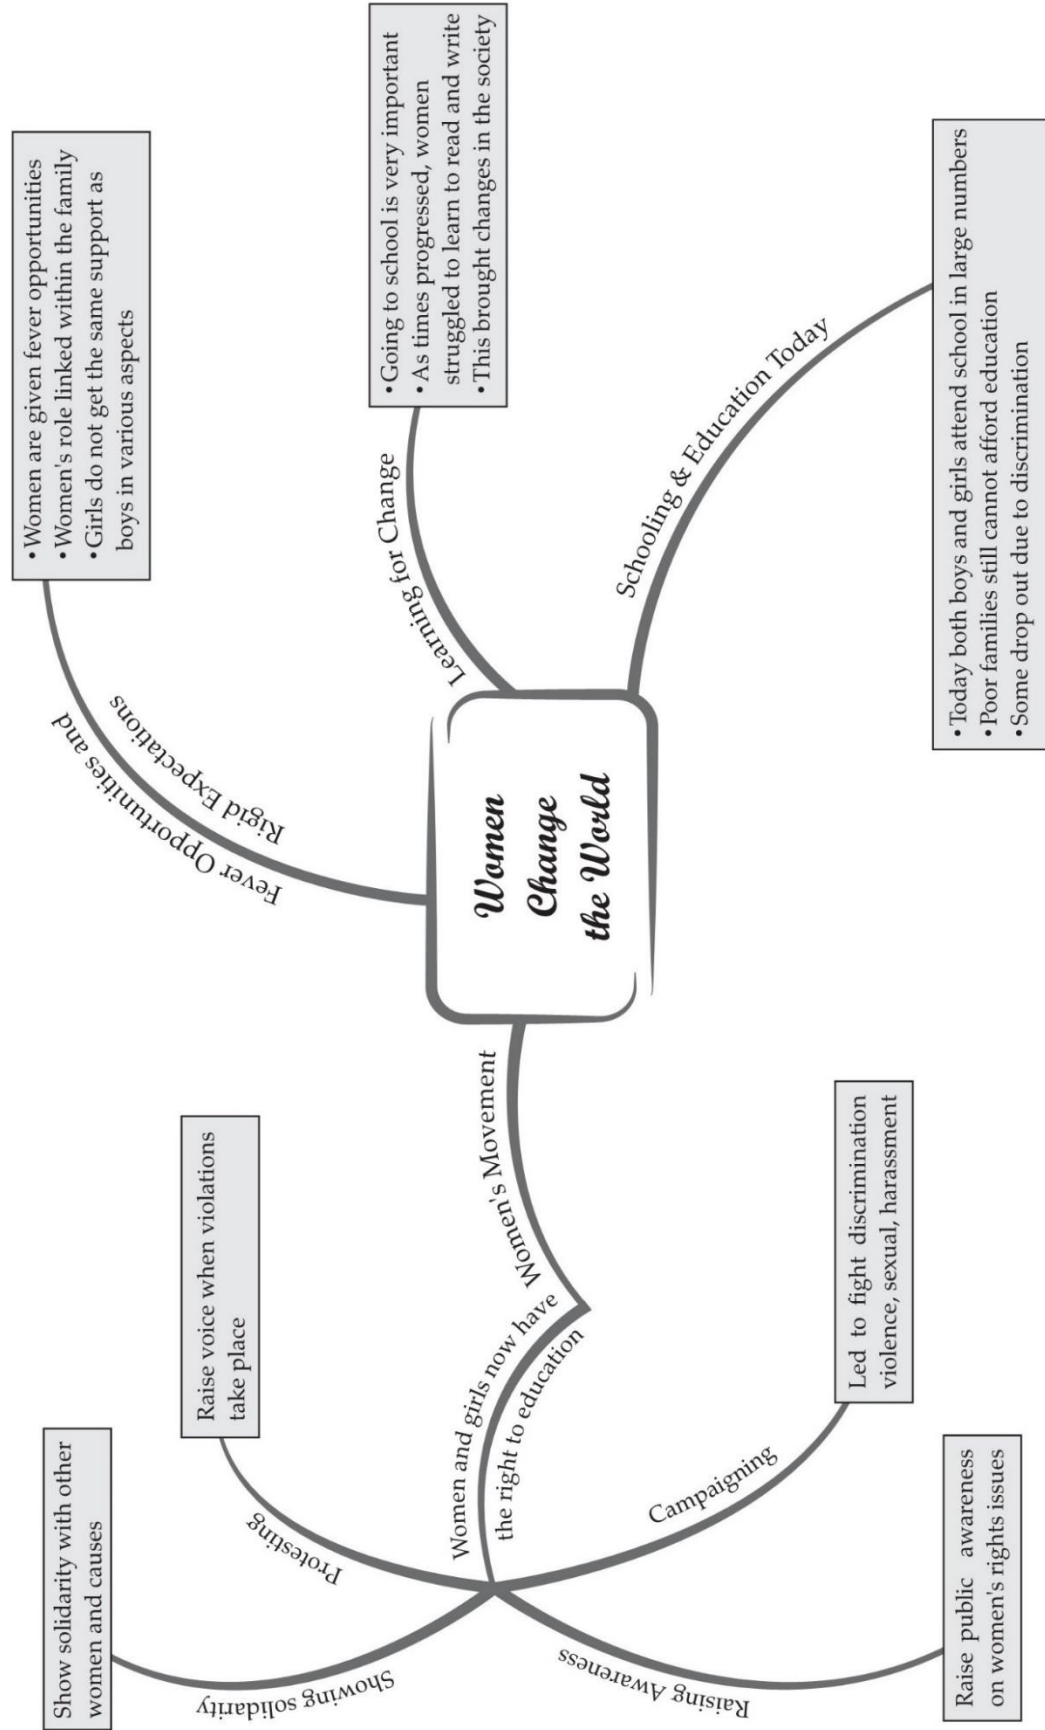 Women
Change
the World
Fever Opportunities and
Rigid Expectations
•Women are given fever opportunities
•Women's role linked within the family
•Girls do not get the same support as
boys in various aspects
Learning for Change
•Going to school is very important
•As times progressed, women
struggled to learn to read and write
•This brought changes in the society
Schooling & Education Today
•Today both boys and girls attend school in large numbers
•Poor families still cannot afford education
•Some drop out due to discrimination
Women's Movement
Women and girls now have
the right to education
Showing solidarity
Show solidarity with other
women and causes
Protesting
Raise voice when violations
take place
Campaigning
Led to fight discrimination
violence, sexual, harassment
Raising Awareness
Raise public awareness
on women's rights issues